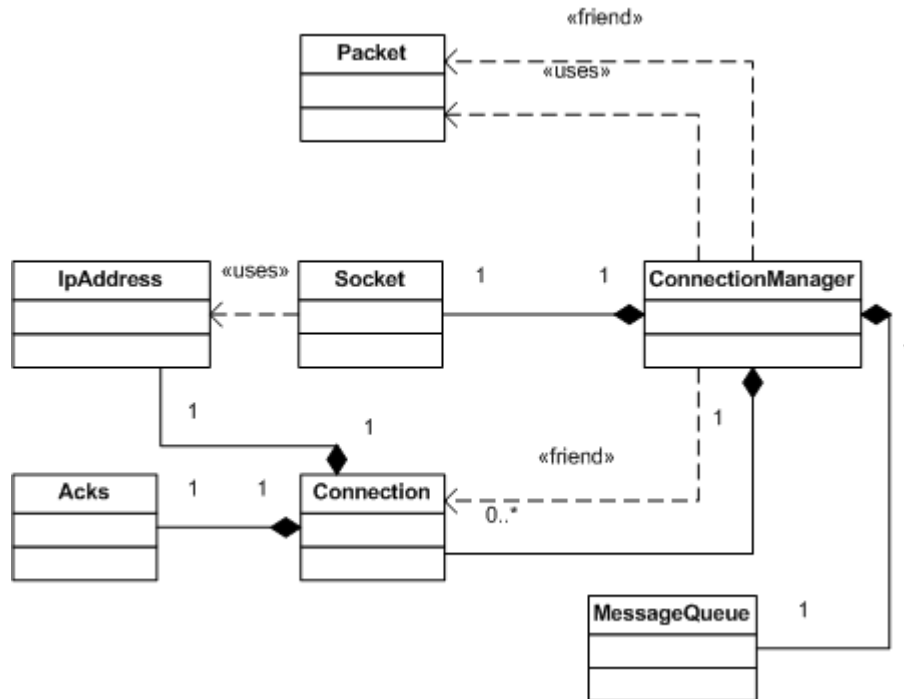 «friend»
Packet
«uses»
IpAddress
«uses»
Socket
1
1
ConnectionManager
1
1
1
«friend»
Acks
1
1
Connection
0..*
MessageQueue
1